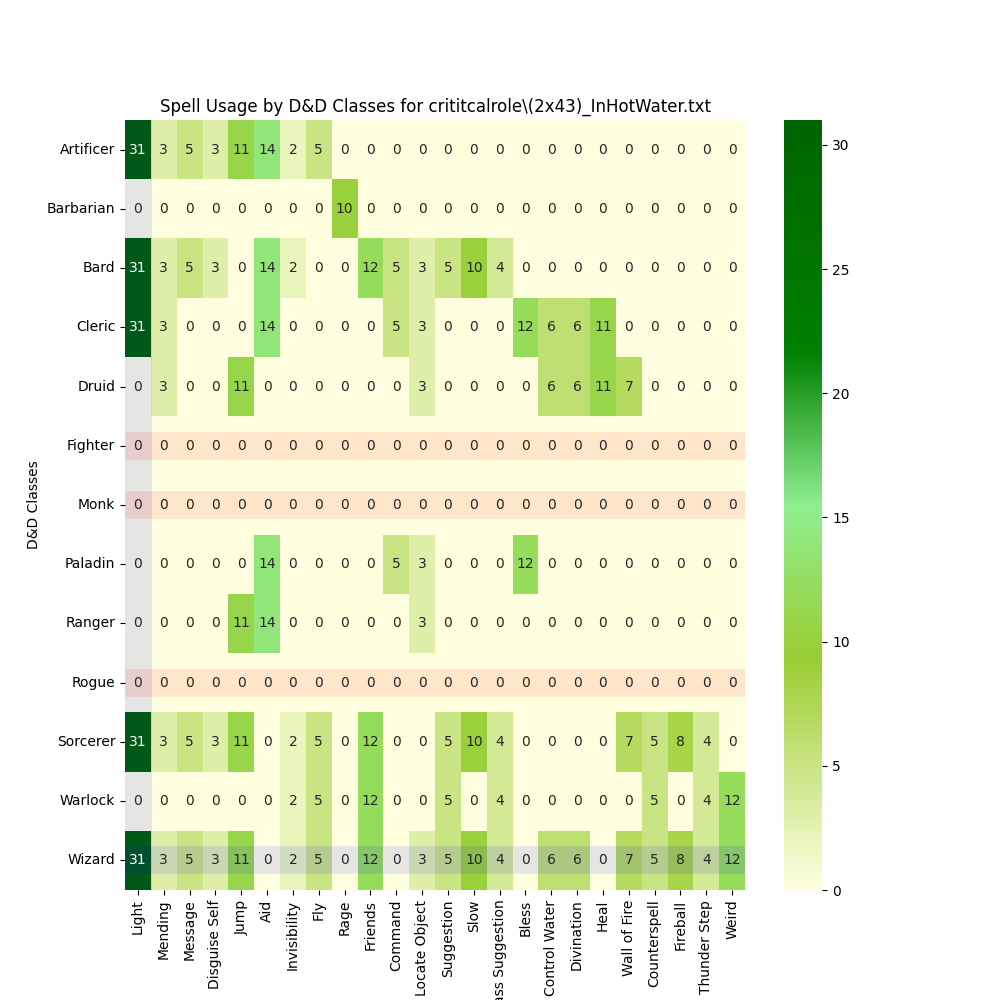 Spell Usage by D&D Classes for crititcalrole\(2x43)_InHotWater.txt
D&D Classes
Artificer 31 3 5 3 11 14 2 5 0 0 0 0 0 0 0 0 0 0 0 0 0 0 0 0
Barbarian 0 0 0 0 0 0 0 0 10 0 0 0 0 0 0 0 0 0 0 0 0 0 0 0
Bard 31 3 5 3 0 14 2 0 0 12 5 3 5 10 4 0 0 0 0 0 0 0 0 0
Cleric 31 3 0 0 0 14 0 0 0 0 5 3 0 0 0 12 6 6 11 0 0 0 0 0
Druid 0 3 0 0 11 0 0 0 0 0 0 3 0 0 0 0 6 6 11 7 0 0 0 0
Fighter 0 0 0 0 0 0 0 0 0 0 0 0 0 0 0 0 0 0 0 0 0 0 0 0
Monk 0 0 0 0 0 0 0 0 0 0 0 0 0 0 0 0 0 0 0 0 0 0 0 0
Paladin 0 0 0 0 0 14 0 0 0 0 5 3 0 0 0 12 0 0 0 0 0 0 0 0
Ranger 0 0 0 0 11 14 0 0 0 0 0 3 0 0 0 0 0 0 0 0 0 0 0 0
Rogue 0 0 0 0 0 0 0 0 0 0 0 0 0 0 0 0 0 0 0 0 0 0 0 0
Sorcerer 31 3 5 3 11 0 2 5 0 12 0 0 5 10 4 0 0 0 0 7 5 8 4 0
Warlock 0 0 0 0 0 0 2 5 0 12 0 0 5 0 4 0 0 0 0 0 5 0 4 12
Wizard 31 3 5 3 11 0 2 5 0 12 0 3 5 10 4 0 6 6 0 7 5 8 4 12
Light
Mending
Message
Disguise Self
Jump
Aid
Invisibility
Fly
Rage
Friends
Command
Locate Object
Suggestion
Slow
ass Suggestion
Bless
Control Water
Divination
Heal
Wall of Fire
Counterspell
Fireball
Thunder Step
Weird
30
25
20
15
10
5
0